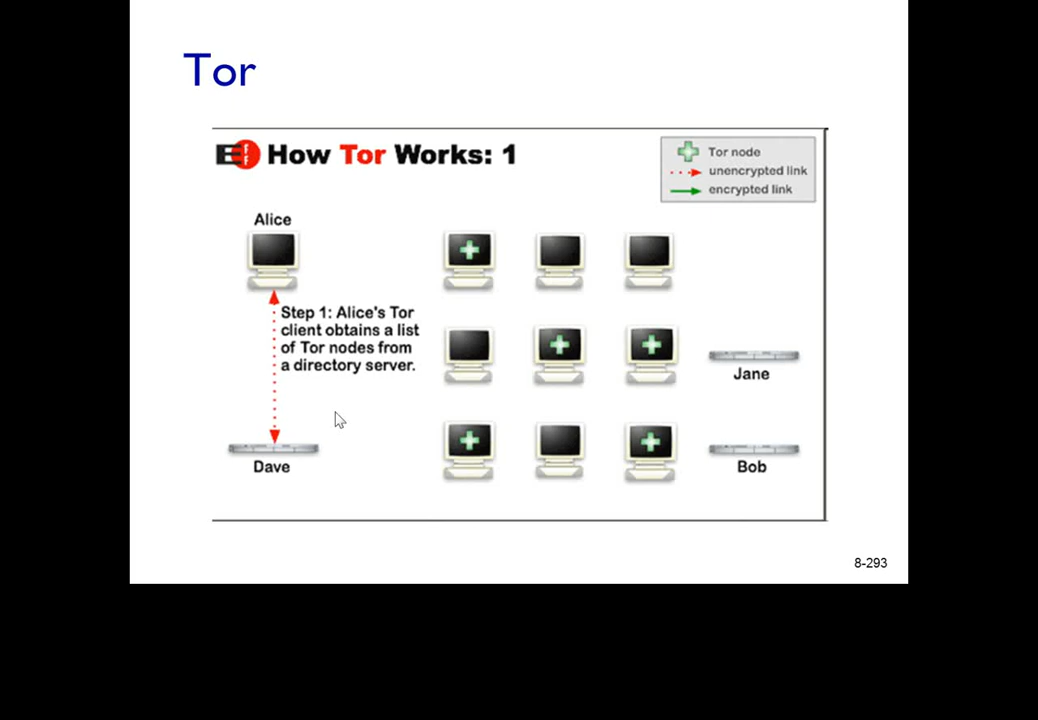 Tor
EFF How Tor Works: 1
Tor node
unencrypted link
encrypted link
Alice
Step 1: Alice's Tor
client obtains a list
of Tor nodes from
a directory server.
Jane
Dave
Bob
8-293